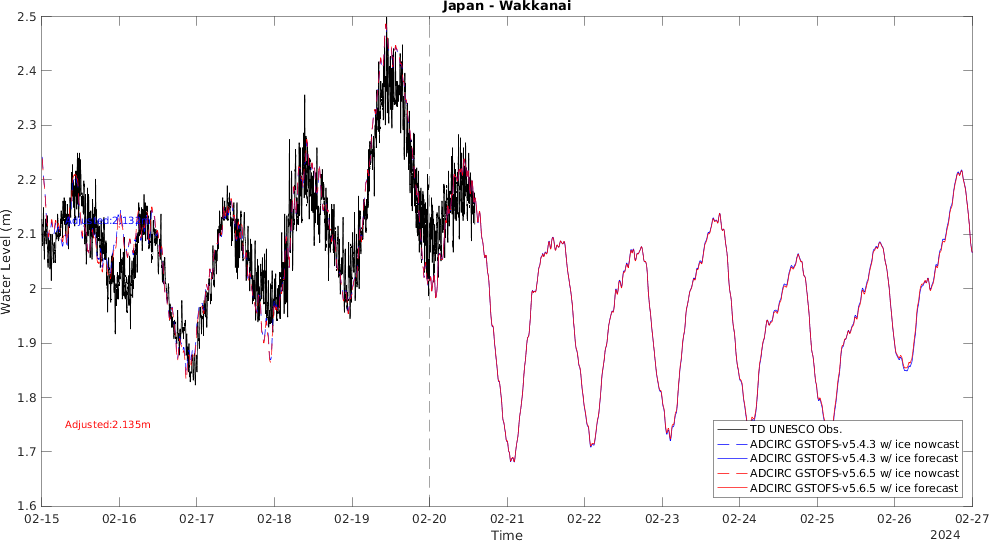 Japan - Wakkanai
2.5
2.4
2.3
2.2
2.1
2
1.9
1.8
1.7
1.6
Water Level (m)
Adjusted:2.132m
Adjusted:2.135m
TD UNESCO Obs.
ADCIRC GSTOFS-v5.4.3 w/ ice nowcast
ADCIRC GSTOFS-v5.4.3 w/ ice forecast
ADCIRC GSTOFS-v5.6.5 w/ ice nowcast
ADCIRC GSTOFS-v5.6.5 w/ ice forecast
02-15 02-16 02-17 02-18 02-19 02-20 02-21 02-22 02-23 02-24 02-25 02-26 02-27
Time
2024